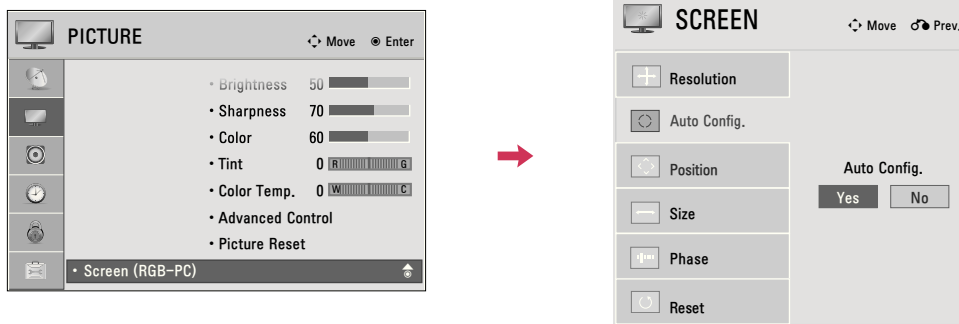 PICTURE
Move Enter
• Brightness 50
• Sharpness 70
• Color 60
• Tint 0 R G
• Color Temp. 0 W C
• Advanced Control
• Picture Reset
• Screen (RGB-PC)
SCREEN
Move Prev.
Resolution
Auto Config.
Position
Size
Phase
Reset
Auto Config.
Yes No